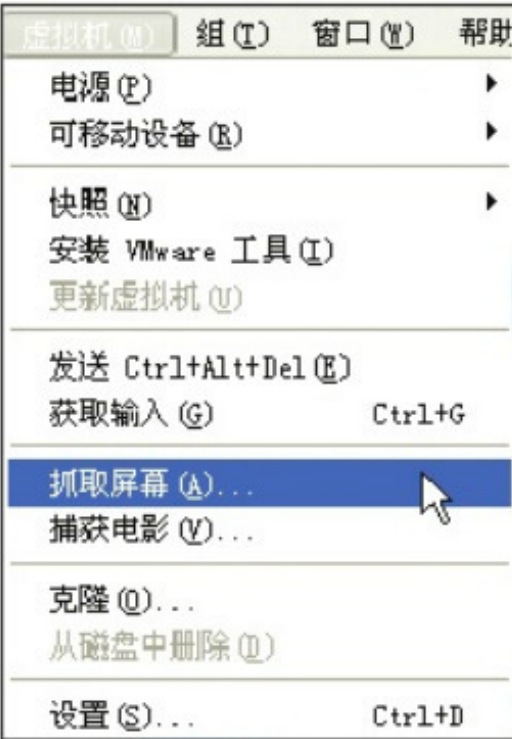 虚拟机(M) 组(T) 窗口(W) 帮助
电源(P)
可移动设备(R)
快照(N)
安装 VMware 工具(I)
更新虚拟机(U)
发送 Ctrl+Alt+Del(E)
获取输入(G) Ctrl+G
抓取屏幕(A)...
捕获电影(V)...
克隆(O)...
从磁盘中删除(D)
设置(S)... Ctrl+D